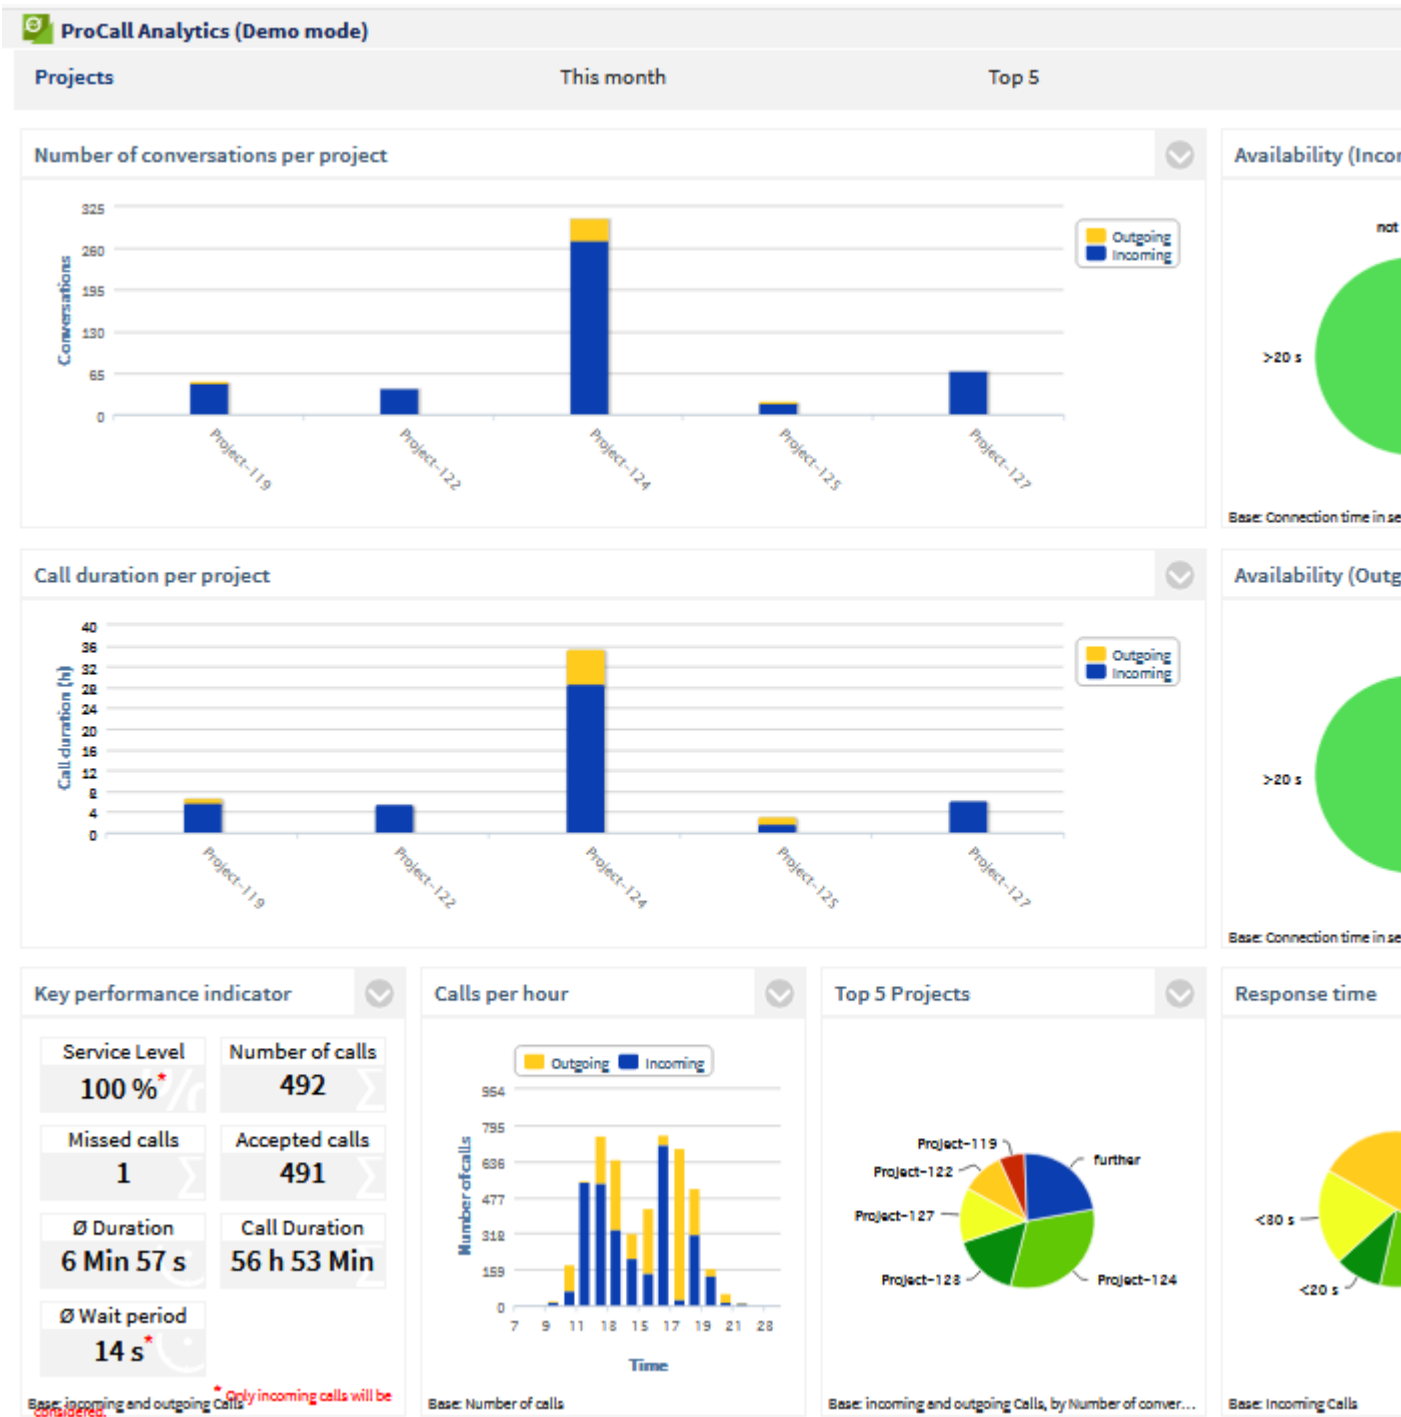 ProCall Analytics (Demo mode)
Projects This month Top 5
Number of conversations per project
325
260
195
130
65
0
Conversations
Outgoing
Incoming
Project-119
Project-122
Project-124
Project-125
Project-127
Availability (Inco
not
>20 s
Base: Connection time in se
Call duration per project
40
36
32
28
24
20
16
12
8
4
0
Call duration (h)
Outgoing
Incoming
Project-119
Project-122
Project-124
Project-125
Project-127
Availability (Outg
>20 s
Base: Connection time in se
Key performance indicator
Service Level
100 %*
Number of calls
492
Missed calls
1
Accepted calls
491
Ø Duration
6 Min 57 s
Call Duration
56 h 53 Min
Ø Wait period
14 s*
* Only incoming calls will be
considered.
Base: incoming and outgoing Calls
Calls per hour
Outgoing Incoming
954
795
636
477
318
159
0
Number of calls
7 9 11 13 15 17 19 21 23
Time
Base: Number of calls
Top 5 Projects
Project-119
further
Project-122
Project-127
Project-123
Project-124
Base: incoming and outgoing Calls, by Number of conver...
Response time
<30 s
<20 s
Base: Incoming Calls